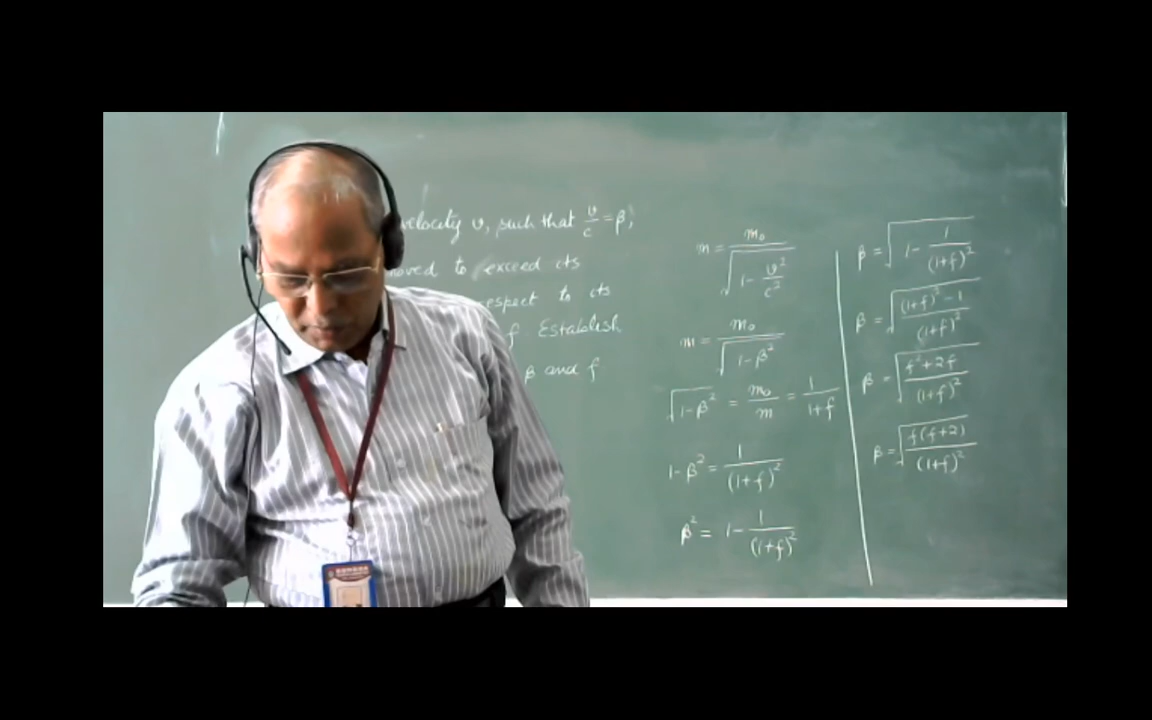 velocity v, such that v/c = β,
moved to exceed its
respect to its
f Establish
β and f
m = m₀/√(1 - v²/c²)
m = m₀/√(1-β²)
√(1-β²) = m₀/m = 1/(1+f)
1-β² = 1/(1+f)²
β² = 1 - 1/(1+f)²
β = √(1 - 1/(1+f)²)
β = √(((1+f)² - 1)/(1+f)²)
β = √((f²+2f)/(1+f)²)
β = √(f(f+2)/(1+f)²)